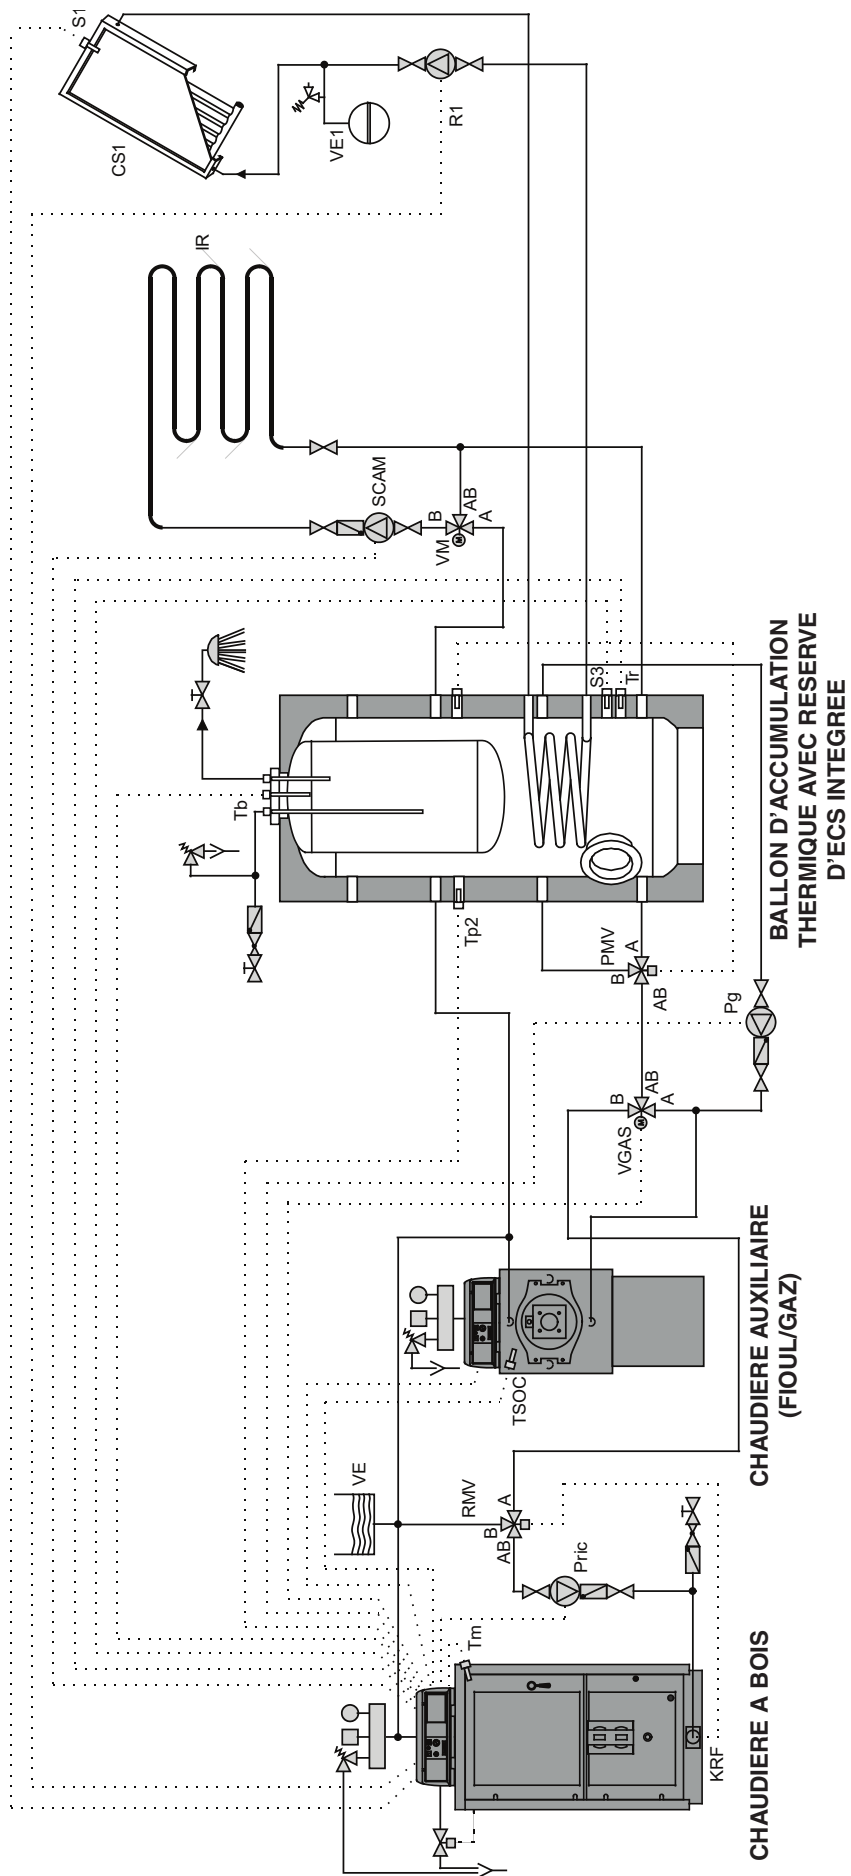 S1
CS1
VE1
R1
IR
SCAM
B
AB
A
VM
Tb
S3
Tr
Tp2
PMV
A
B
AB
Pg
B
AB
A
VGAS
BALLON D'ACCUMULATION
THERMIQUE AVEC RESERVE
D'ECS INTEGREE
TSOC
CHAUDIERE AUXILIAIRE
(FIOUL/GAZ)
VE
RMV
A
B
AB
Pric
Tm
KRF
CHAUDIERE A BOIS
M
M